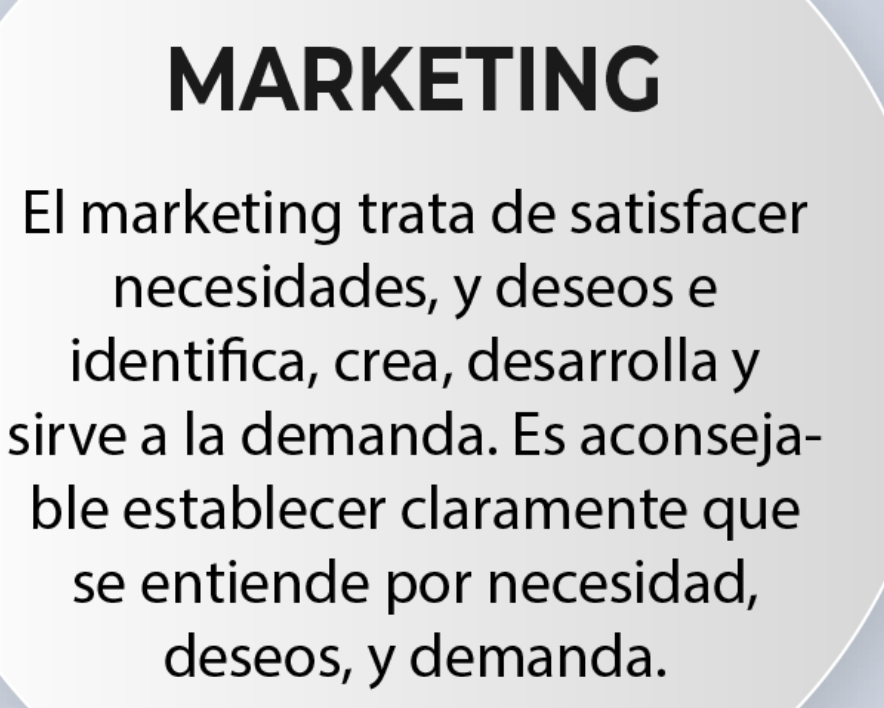 MARKETING
El marketing trata de satisfacer
necesidades, y deseos e
identifica, crea, desarrolla y
sirve a la demanda. Es aconseja-
ble establecer claramente que
se entiende por necesidad,
deseos, y demanda.